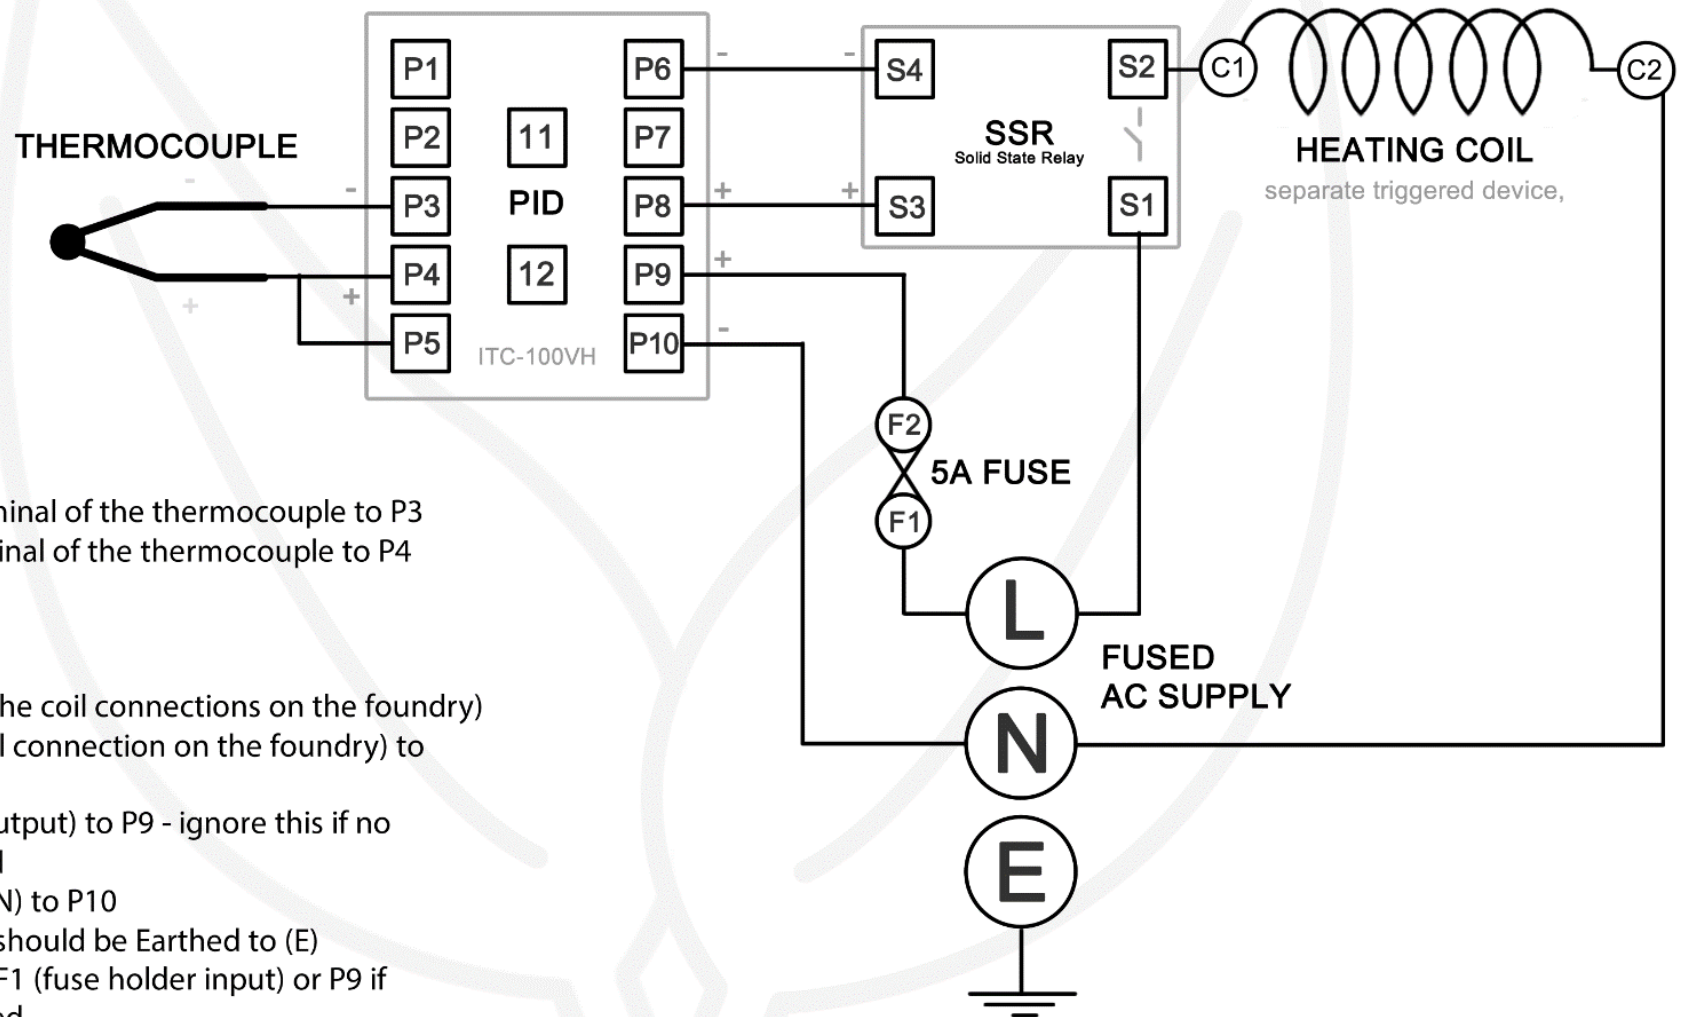 P1
P6
-
-
S4
S2
C1
C2
P2
11
P7
THERMOCOUPLE
SSR
Solid State Relay
HEATING COIL
separate triggered device,
-
-
P3
PID
P8
+
+
S3
S1
P4
12
P9
+
+
+
P5
ITC-100VH
P10
-
F2
5A FUSE
F1
L
FUSED
AC SUPPLY
N
E
of the thermocouple to P3
of the thermocouple to P4
coil connections on the foundry)
connection on the foundry) to
to P9 - ignore this if no
N) to P10
should be Earthed to (E)
F1 (fuse holder input) or P9 if